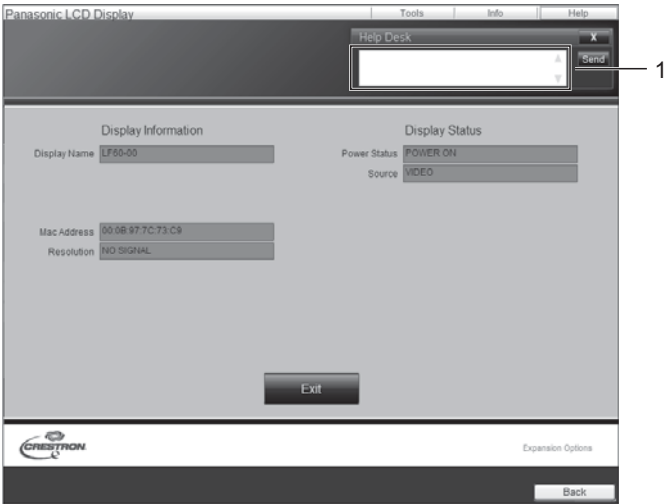 Panasonic LCD Display
Tools Info Help
Help Desk X
Send
1
Display Information Display Status
Display Name LF60-00 Power Status POWER ON
Source VIDEO
Mac Address 00:0B:97:7C:73:C9
Resolution NO SIGNAL
Exit
CRESTRON
Expansion Options
Back